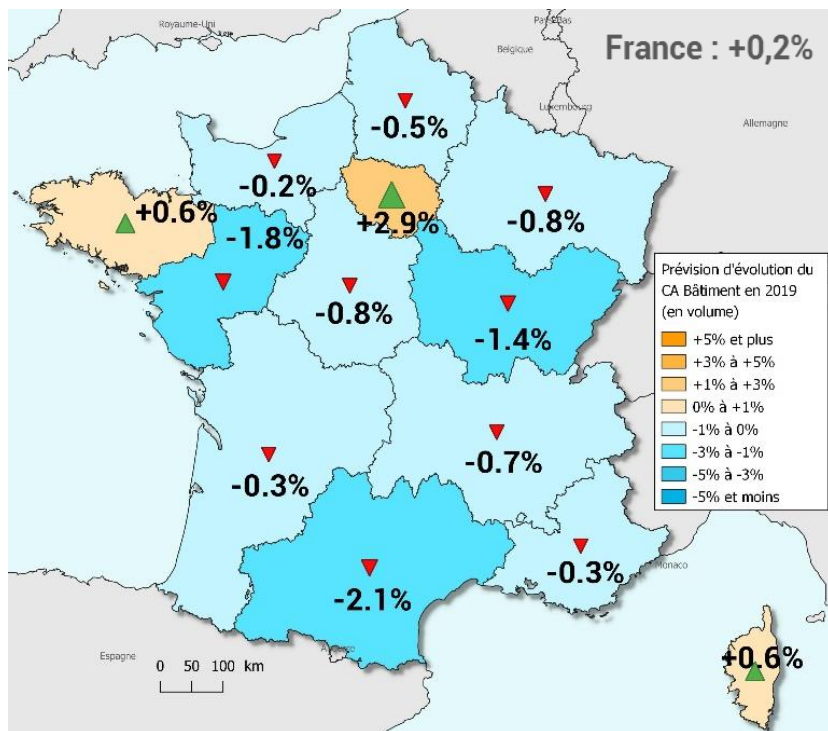 Royaume-Uni
Pays-Bas
Belgique
France : +0,2%
Luxembourg
Allemagne
-0.5%
-0.2%
+2.9%
-0.8%
+0.6%
-1.8%
-0.8%
-1.4%
Prévision d'évolution du
CA Bâtiment en 2019
(en volume)
+5% et plus
+3% à +5%
+1% à +3%
0% à +1%
-1% à 0%
-3% à -1%
-5% à -3%
-5% et moins
-0.3%
-0.7%
-2.1%
-0.3%
Monaco
Espagne
0 50 100 km
+0.6%